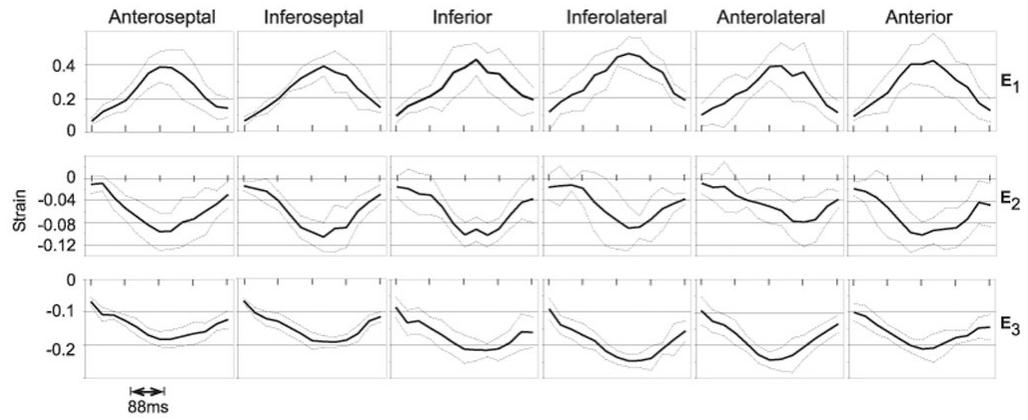 Anteroseptal Inferoseptal Inferior Inferolateral Anterolateral Anterior
0.4
0.2
0
E1
Strain
0
-0.04
-0.08
-0.12
E2
0
-0.1
-0.2
E3
88ms